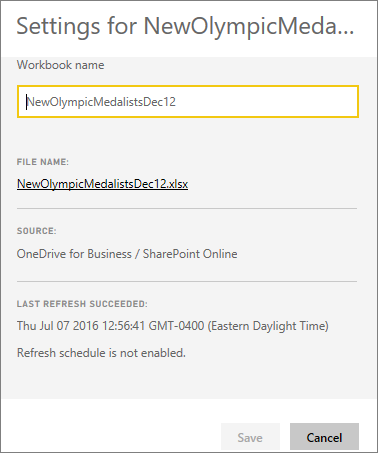 Settings for NewOlympicMeda...
Workbook name
NewOlympicMedalistsDec12
FILE NAME:
NewOlympicMedalistsDec12.xlsx
SOURCE:
OneDrive for Business / SharePoint Online
LAST REFRESH SUCCEEDED:
Thu Jul 07 2016 12:56:41 GMT-0400 (Eastern Daylight Time)
Refresh schedule is not enabled.
Save Cancel